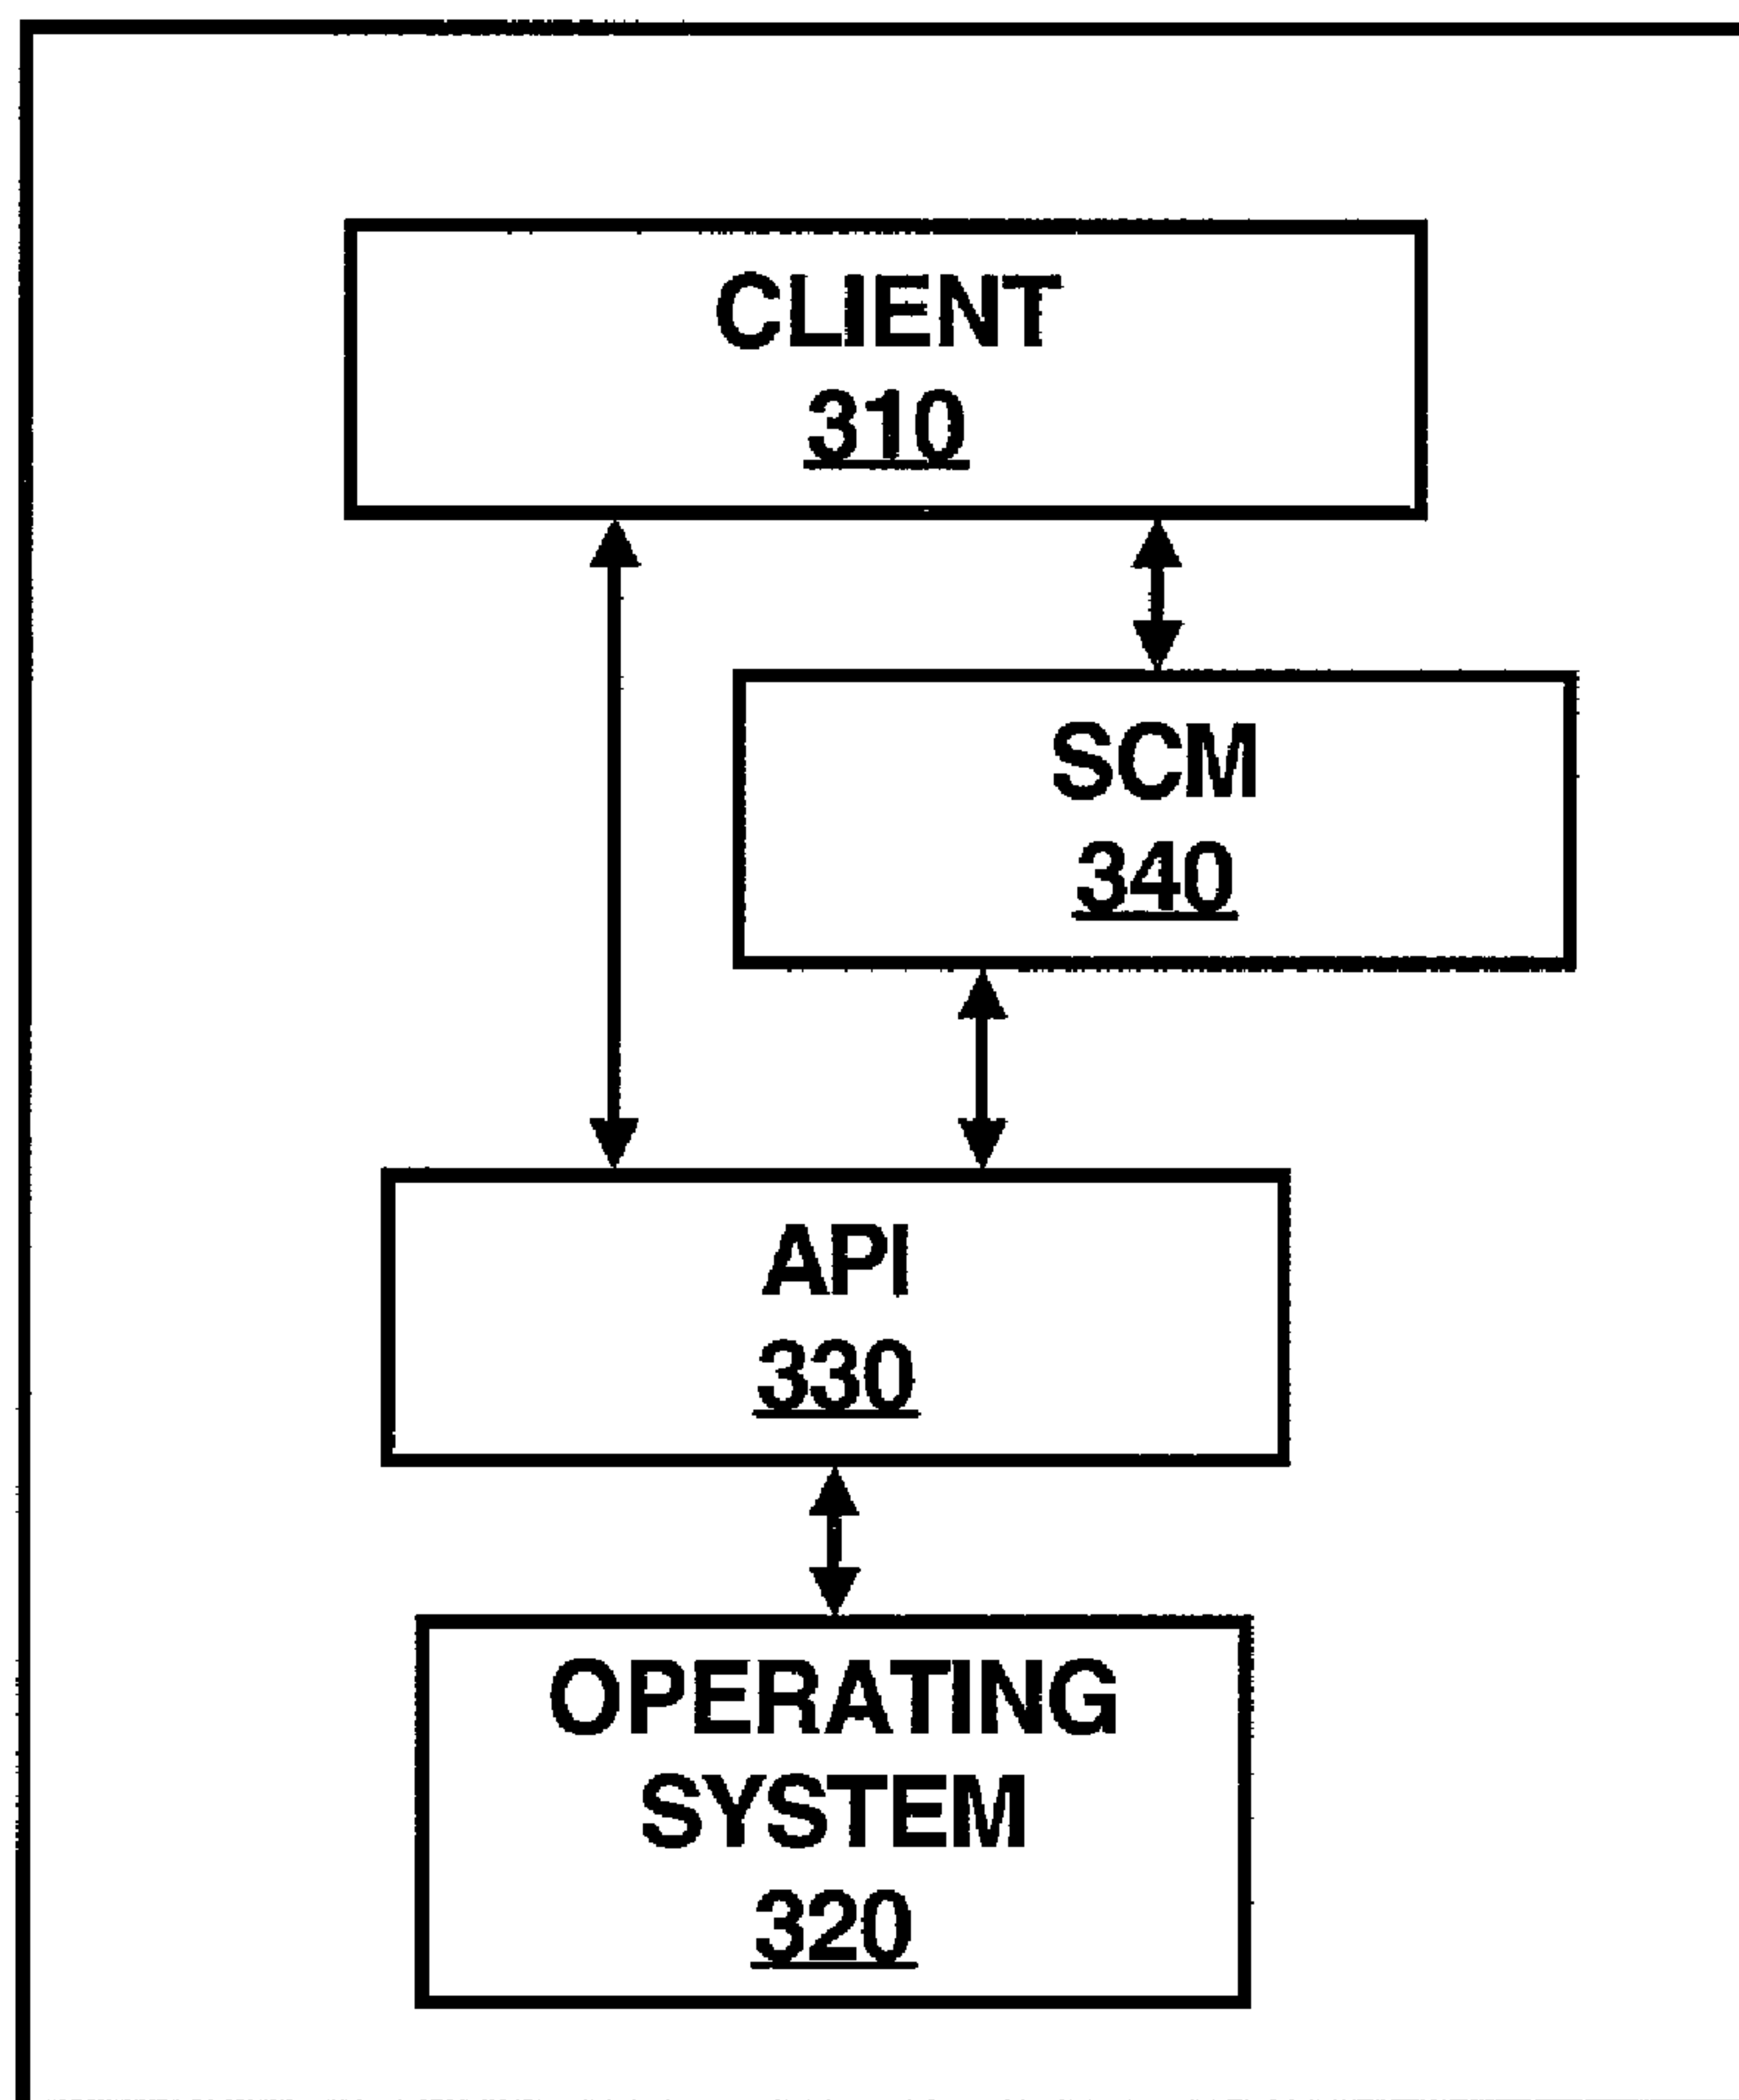 CLIENT
310
SCM
340
API
330
OPERATING
SYSTEM
320